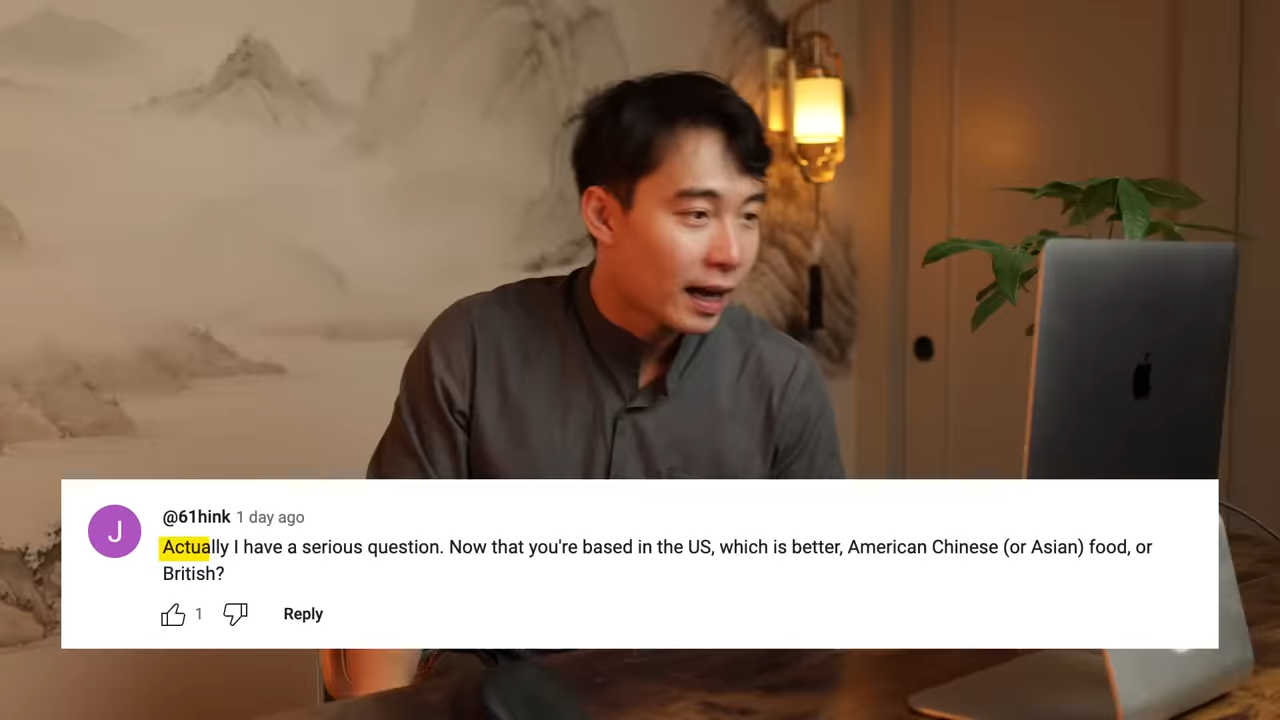 J
@61hink 1 day ago
Actually I have a serious question. Now that you're based in the US, which is better, American Chinese (or Asian) food, or
British?
1 Reply